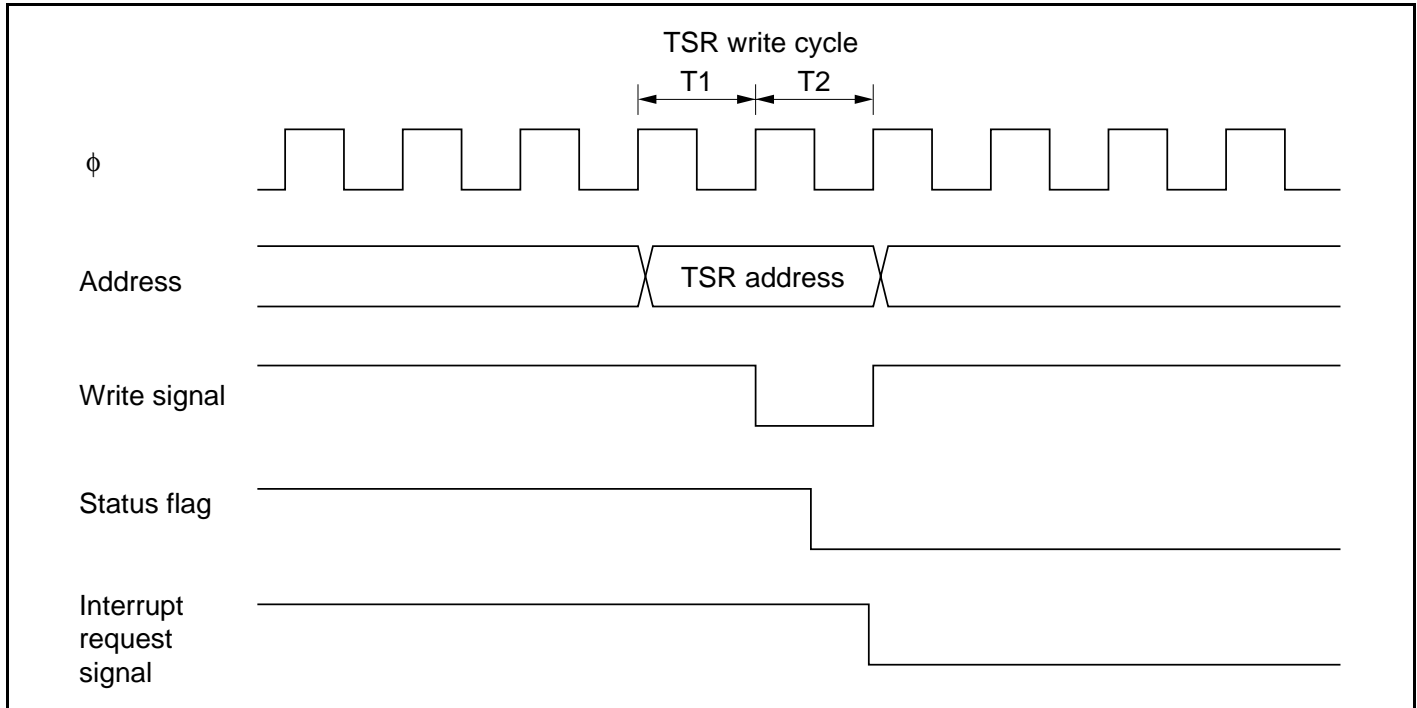 TSR write cycle
T1 T2
ϕ
Address
TSR address
Write signal
Status flag
Interrupt
request
signal